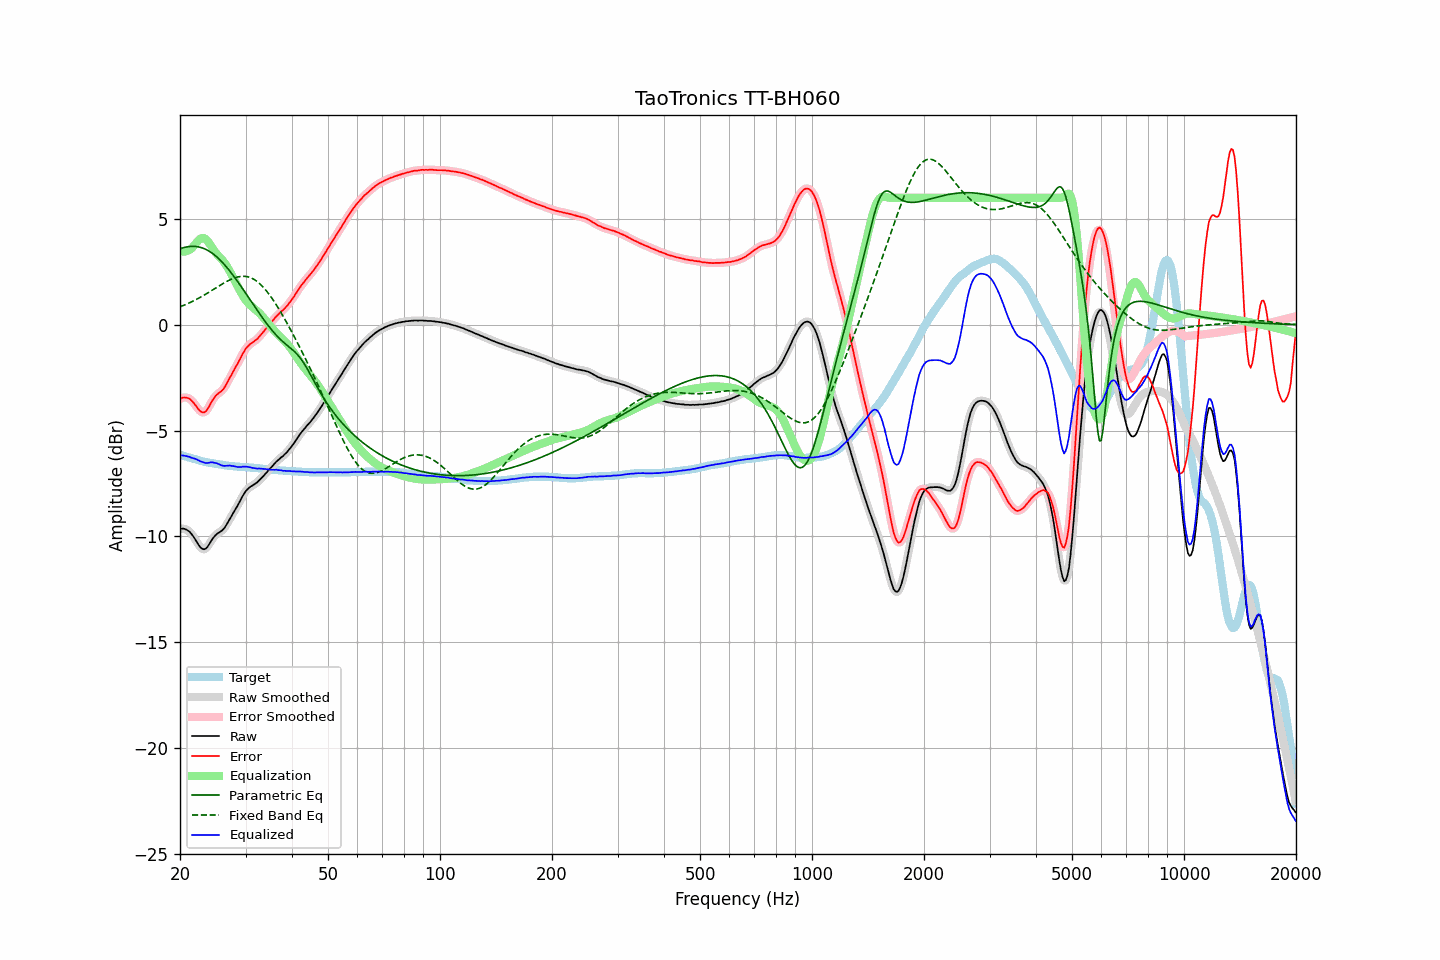 TaoTronics TT-BH060
Amplitude (dBr)
5
0
−5
−10
−15
−20
−25
Target
Raw Smoothed
Error Smoothed
Raw
Error
Equalization
Parametric Eq
Fixed Band Eq
Equalized
20 50 100 200 500 1000 2000 5000 10000 20000
Frequency (Hz)